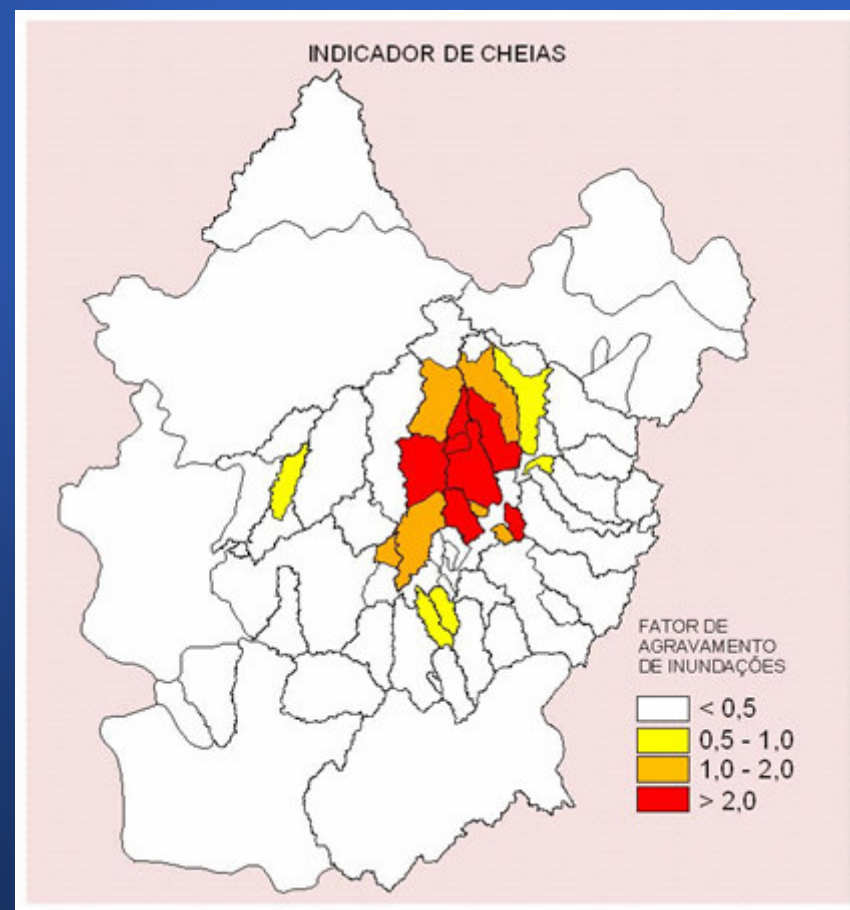 INDICADOR DE CHEIAS
FATOR DE
AGRAVAMENTO
DE INUNDAÇÕES
< 0,5
0,5 - 1,0
1,0 - 2,0
> 2,0